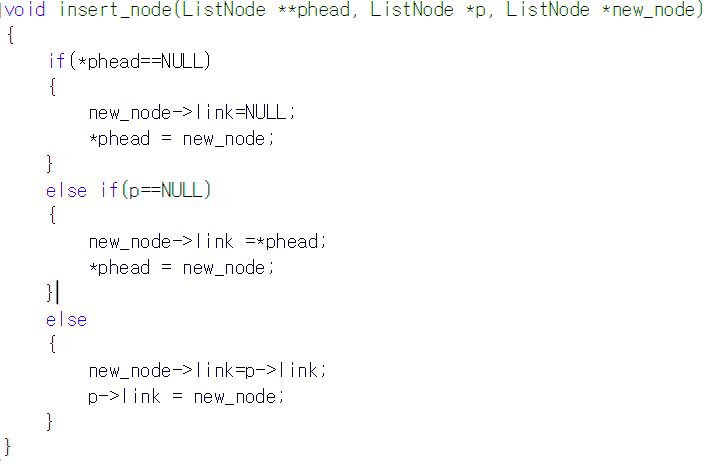 void insert_node(ListNode **phead, ListNode *p, ListNode *new_node)
{
    if(*phead==NULL)
    {
        new_node->link=NULL;
        *phead = new_node;
    }
    else if(p==NULL)
    {
        new_node->link =*phead;
        *phead = new_node;
    }
    else
    {
        new_node->link=p->link;
        p->link = new_node;
    }
}